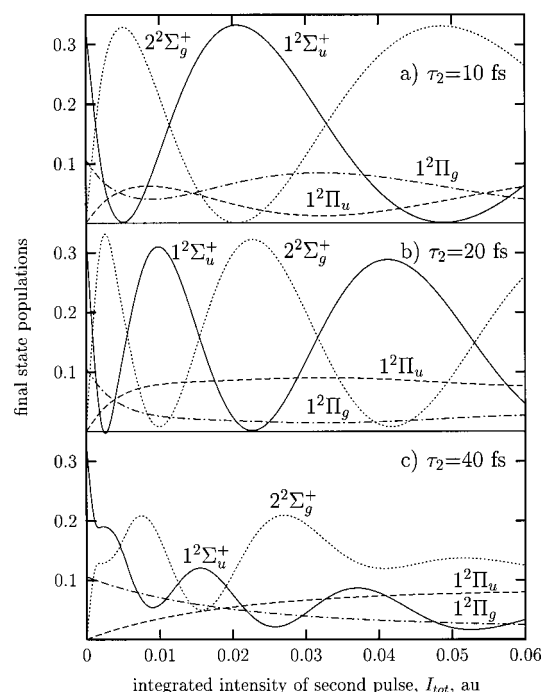 0.3
2²Σg⁺
1²Σu⁺
a) τ₂=10 fs
0.2
0.1
1²Πg
1²Πu
0.3
1²Σu⁺
2²Σg⁺
b) τ₂=20 fs
0.2
final state populations
1²Πu
0.1
1²Πg
0.3
c) τ₂=40 fs
2²Σg⁺
0.2
1²Σu⁺
1²Πu
0.1
1²Πg
0 0.01 0.02 0.03 0.04 0.05 0.06
integrated intensity of second pulse, Itot, au